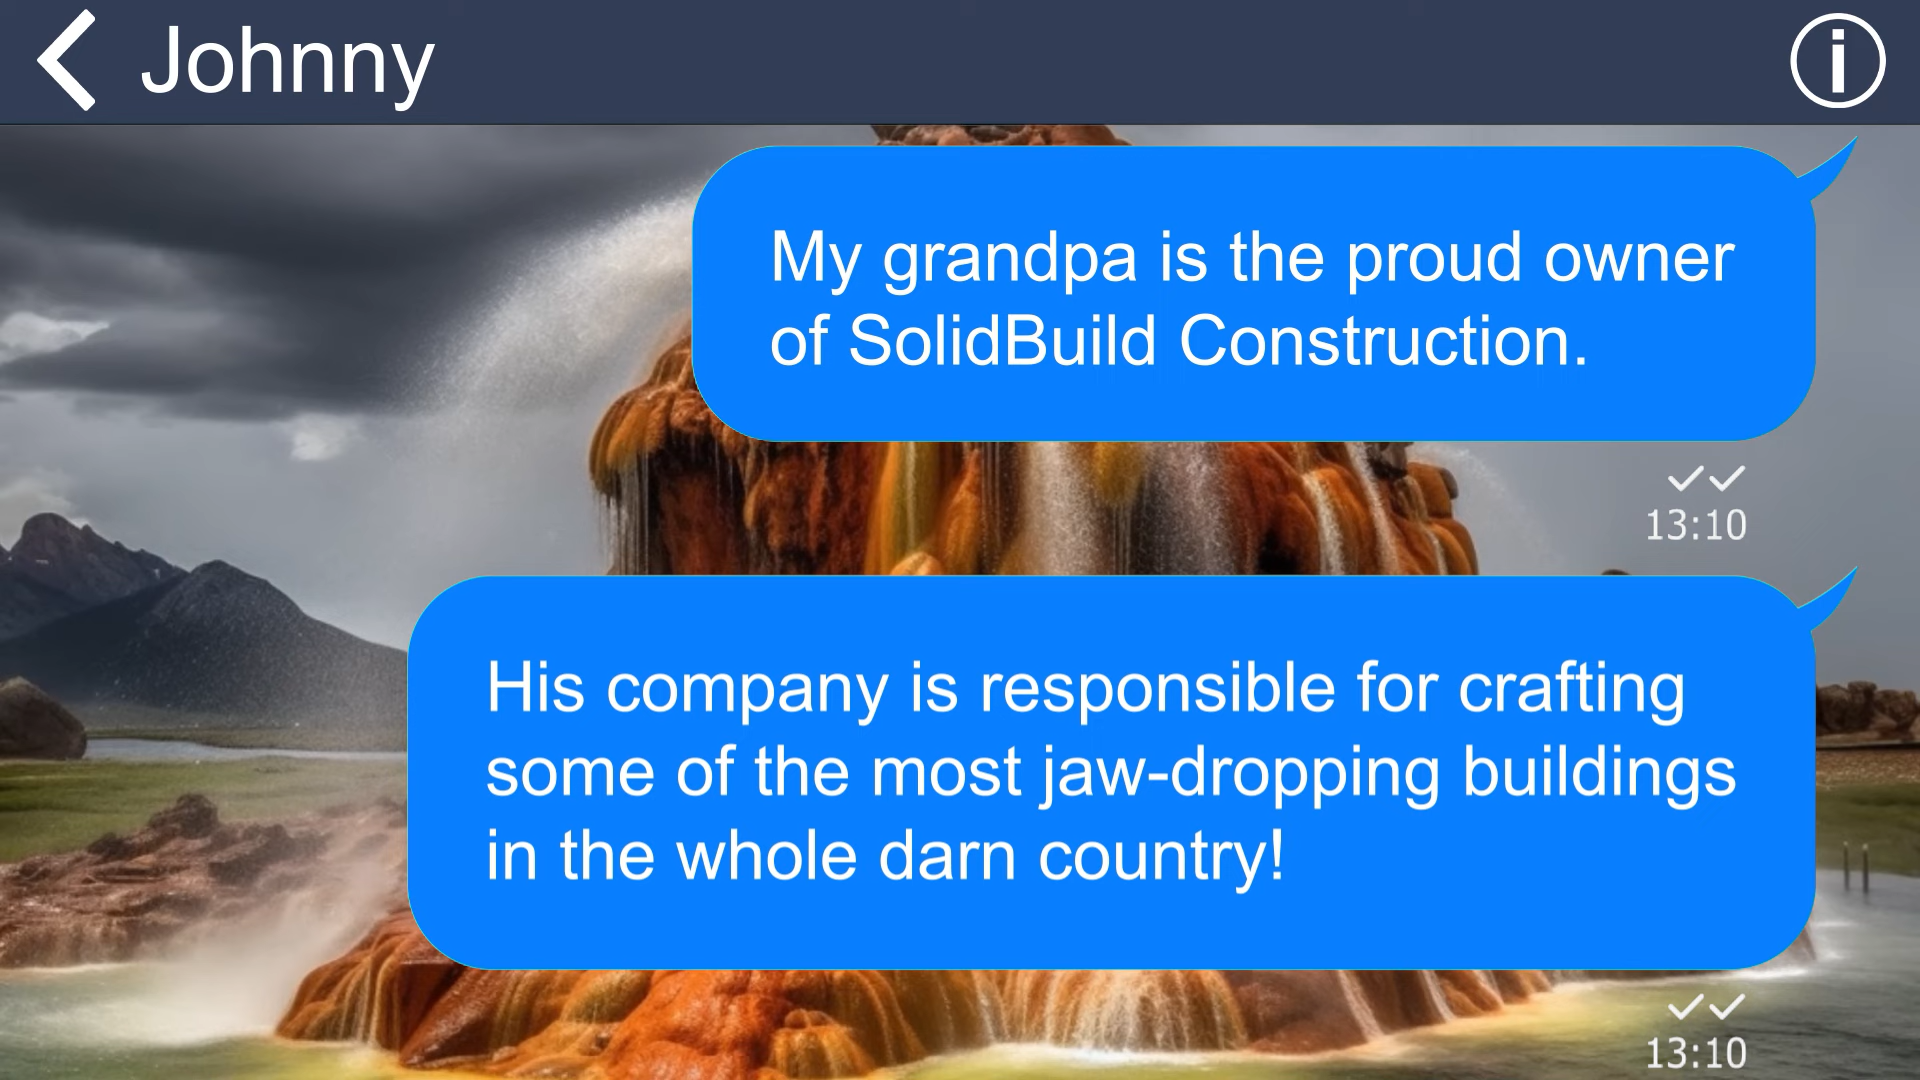 Johnny
My grandpa is the proud owner
of SolidBuild Construction.
13:10
His company is responsible for crafting
some of the most jaw-dropping buildings
in the whole darn country!
13:10